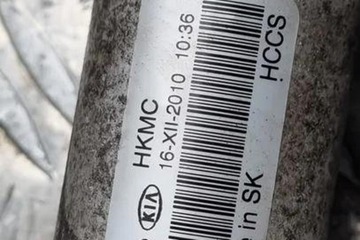 KIA HKMC
16-XII-2010 10:36
in SK HCCS